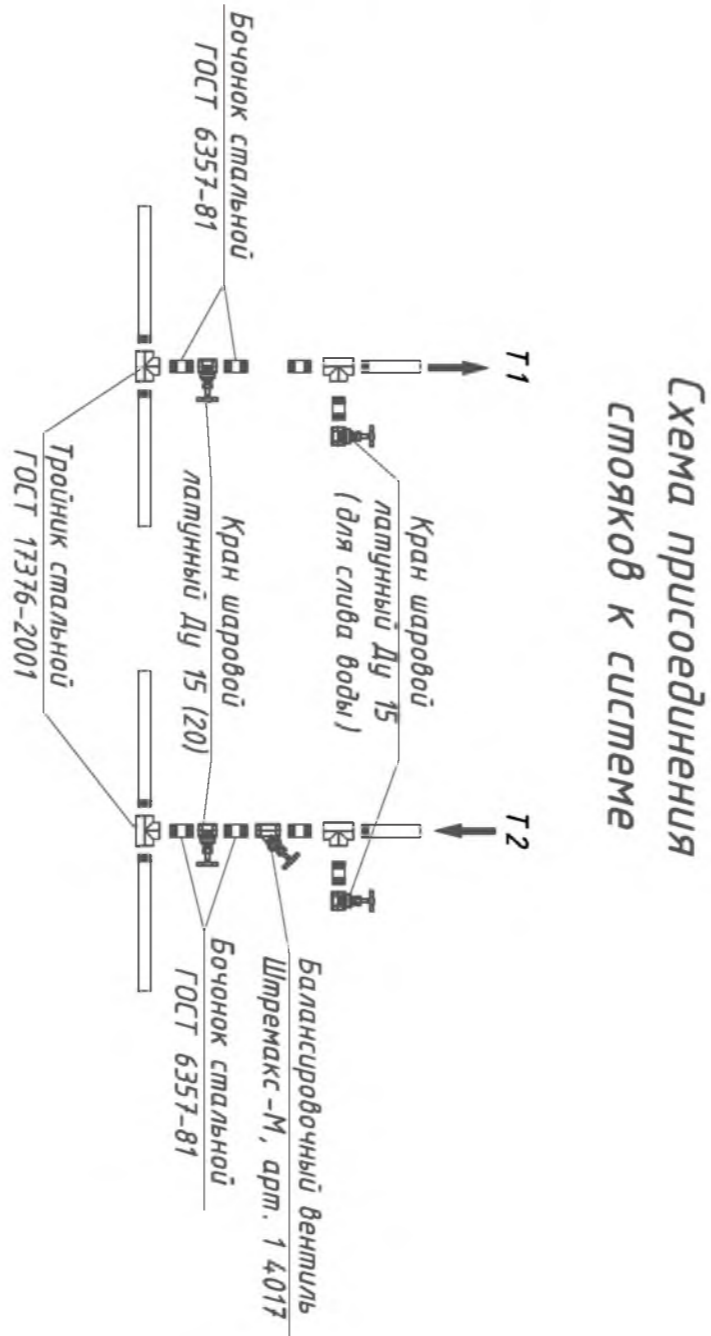 Схема присоединения
стояков к системе
Т1
Т2
Кран шаровой
латунный Ду 15
(для слива воды)
Бочонок стальной
ГОСТ 6357-81
Кран шаровой
латунный Ду 15 (20)
Балансировочный вентиль
Штремакс-М, арт. 1 4017
Бочонок стальной
ГОСТ 6357-81
Тройник стальной
ГОСТ 17376-2001